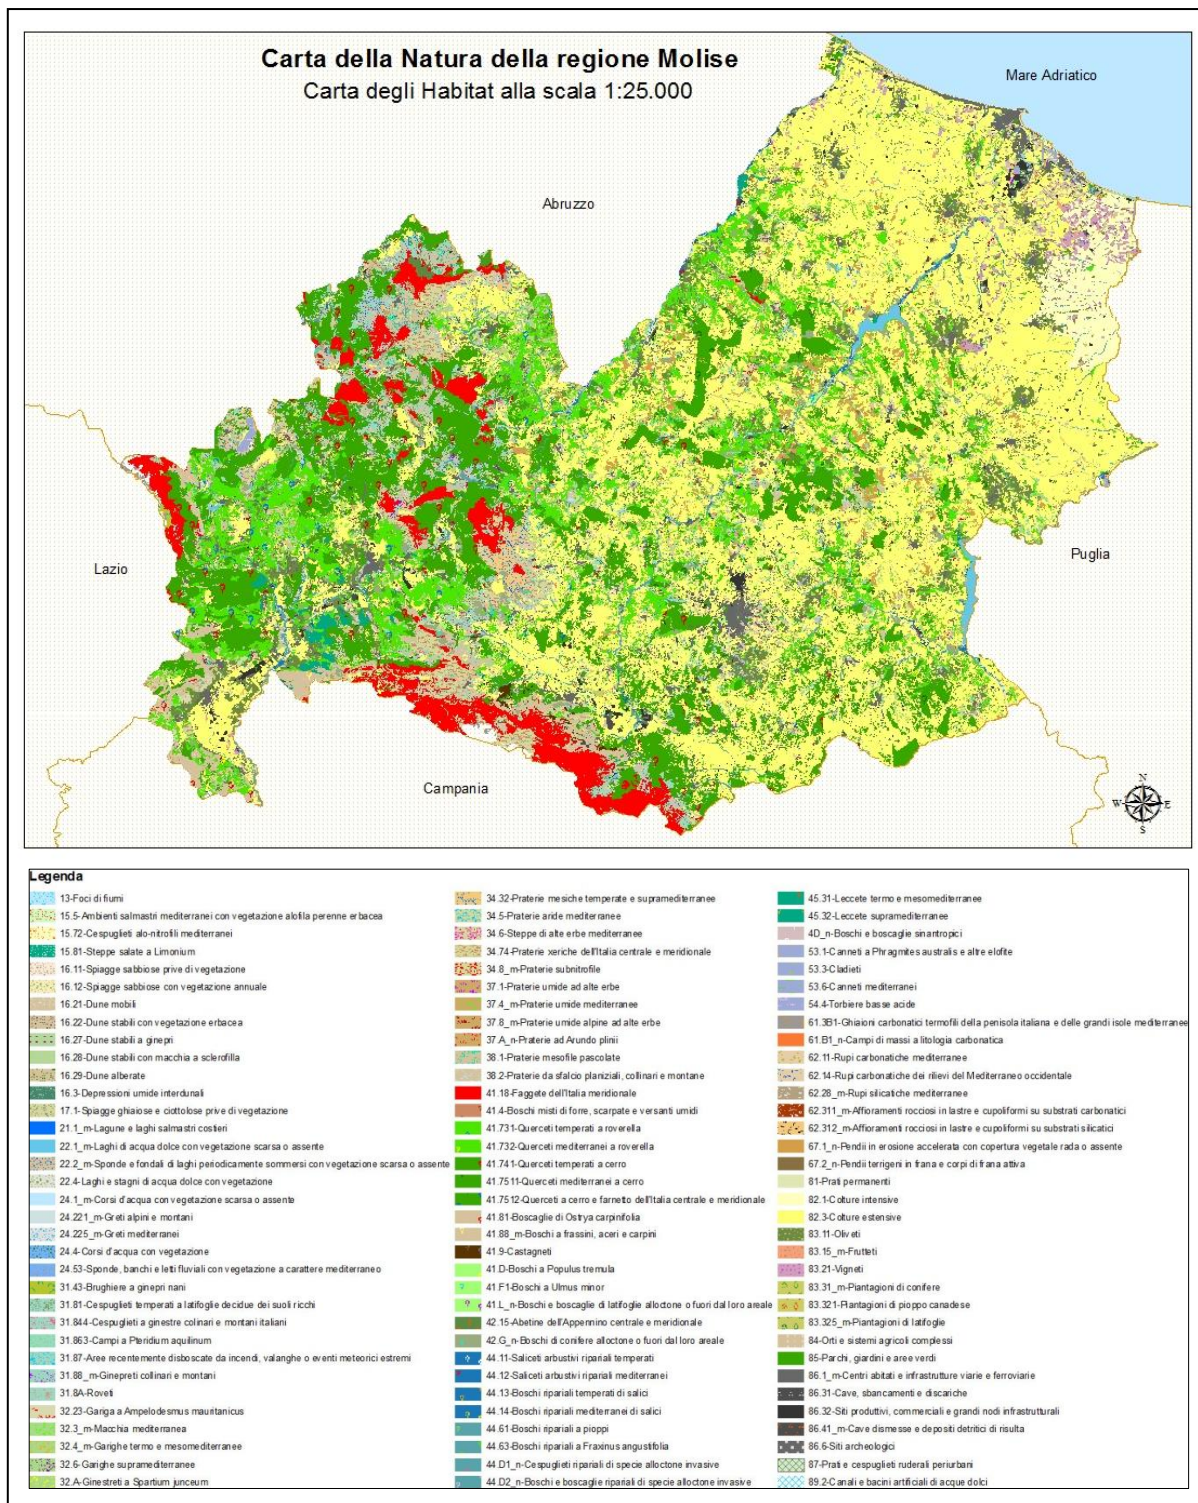 Carta della Natura della regione Molise
Carta degli Habitat alla scala 1:25.000
Mare Adriatico
Abruzzo
Lazio
Puglia
Campania
N
W
E
S
Legenda
13-Foci di fiumi
15.5-Ambienti salmastri mediterranei con vegetazione alofila perenne erbacea
15.72-Cespuglieti alo-nitrofili mediterranei
15.81-Steppe salate a Limonium
16.11-Spiagge sabbiose prive di vegetazione
16.12-Spiagge sabbiose con vegetazione annuale
16.21-Dune mobili
16.22-Dune stabili con vegetazione erbacea
16.27-Dune stabili a ginepri
16.28-Dune stabili con macchia a sclerofilla
16.29-Dune alberate
16.3-Depressioni umide interdunali
17.1-Spiagge ghiaiose e ciottolose prive di vegetazione
21.1_m-Lagune e laghi salmastri costieri
22.1_m-Laghi di acqua dolce con vegetazione scarsa o assente
22.2_m-Sponde e fondali di laghi periodicamente sommersi con vegetazione scarsa o assente
22.4-Laghi e stagni di acqua dolce con vegetazione
24.1_m-Corsi d'acqua con vegetazione scarsa o assente
24.221_m-Greti alpini e montani
24.225_m-Greti mediterranei
24.4-Corsi d'acqua con vegetazione
24.53-Sponde, banchi e letti fluviali con vegetazione a carattere mediterraneo
31.43-Brughiere a ginepri nani
31.81-Cespuglieti temperati a latifoglie decidue dei suoli ricchi
31.844-Cespuglieti a ginestre collinari e montani italiani
31.863-Campi a Pteridium aquilinum
31.87-Aree recentemente disboscate da incendi, valanghe o eventi meteorici estremi
31.88_m-Ginepreti collinari e montani
31.8A-Roveti
32.23-Gariga a Ampelodesmus mauritanicus
32.3_m-Macchia mediterranea
32.4_m-Garighe termo e mesomediterranee
32.6-Garighe supramediterranee
32.A-Ginestreti a Spartium junceum
34.32-Praterie mesiche temperate e supramediterranee
34.5-Praterie aride mediterranee
34.6-Steppe di alte erbe mediterranee
34.74-Praterie xeriche dell'Italia centrale e meridionale
34.8_m-Praterie subnitrofile
37.1-Praterie umide ad alte erbe
37.4_m-Praterie umide mediterranee
37.8_m-Praterie umide alpine ad alte erbe
37.A_n-Praterie ad Arundo plinii
38.1-Praterie mesofile pascolate
38.2-Praterie da sfalcio planiziali, collinari e montane
41.18-Faggete dell'Italia meridionale
41.4-Boschi misti di forre, scarpate e versanti umidi
41.731-Querceti temperati a roverella
41.732-Querceti mediterranei a roverella
41.741-Querceti temperati a cerro
41.7511-Querceti mediterranei a cerro
41.7512-Querceti a cerro e farnetto dell'Italia centrale e meridionale
41.81-Boscaglie di Ostrya carpinifolia
41.88_m-Boschi a frassini, aceri e carpini
41.9-Castagneti
41.D-Boschi a Populus tremula
41.F1-Boschi a Ulmus minor
41.L_n-Boschi e boscaglie di latifoglie alloctone o fuori dal loro areale
42.15-Abetine dell'Appennino centrale e meridionale
42.G_n-Boschi di conifere alloctone o fuori dal loro areale
44.11-Saliceti arbustivi ripariali temperati
44.12-Saliceti arbustivi ripariali mediterranei
44.13-Boschi ripariali temperati di salici
44.14-Boschi ripariali mediterranei di salici
44.61-Boschi ripariali a pioppi
44.63-Boschi ripariali a Fraxinus angustifolia
44.D1_n-Cespuglieti ripariali di specie alloctone invasive
44.D2_n-Boschi e boscaglie ripariali di specie alloctone invasive
45.31-Leccete termo e mesomediterranee
45.32-Leccete supramediterranee
4D_n-Boschi e boscaglie sinantropici
53.1-Canneti a Phragmites australis e altre elofite
53.3-Cladieti
53.6-Canneti mediterranei
54.4-Torbiere basse acide
61.3B1-Ghiaioni carbonatici termofili della penisola italiana e delle grandi isole mediterranee
61.B1_n-Campi di massi a litologia carbonatica
62.11-Rupi carbonatiche mediterranee
62.14-Rupi carbonatiche dei rilievi del Mediterraneo occidentale
62.28_m-Rupi silicatiche mediterranee
62.311_m-Affioramenti rocciosi in lastre e cupoliformi su substrati carbonatici
62.312_m-Affioramenti rocciosi in lastre e cupoliformi su substrati silicatici
67.1_n-Pendii in erosione accelerata con copertura vegetale rada o assente
67.2_n-Pendii terrigeni in frana e corpi di frana attiva
81-Prati permanenti
82.1-Colture intensive
82.3-Colture estensive
83.11-Oliveti
83.15_m-Frutteti
83.21-Vigneti
83.31_m-Piantagioni di conifere
83.321-Piantagioni di pioppo canadese
83.325_m-Piantagioni di latifoglie
84-Orti e sistemi agricoli complessi
85-Parchi, giardini e aree verdi
86.1_m-Centri abitati e infrastrutture viarie e ferroviarie
86.31-Cave, sbancamenti e discariche
86.32-Siti produttivi, commerciali e grandi nodi infrastrutturali
86.41_m-Cave dismesse e depositi detritici di risulta
86.6-Siti archeologici
87-Prati e cespuglieti ruderali periurbani
89.2-Canali e bacini artificiali di acque dolci